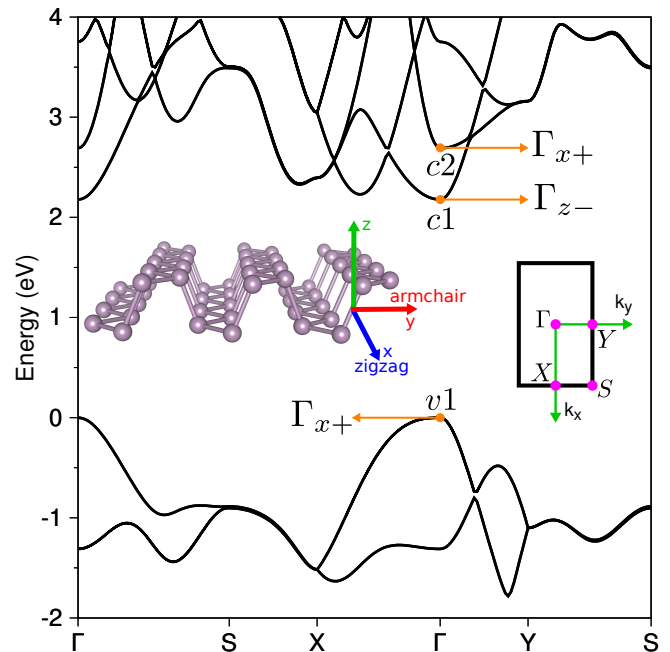 4
3
2
1
0
-1
-2
Energy (eV)
Γ
S
X
Γ
Y
S
Γx+
c2
Γz−
c1
z
armchair
y
x
zigzag
Γ
ky
Y
X
S
kx
v1
Γx+